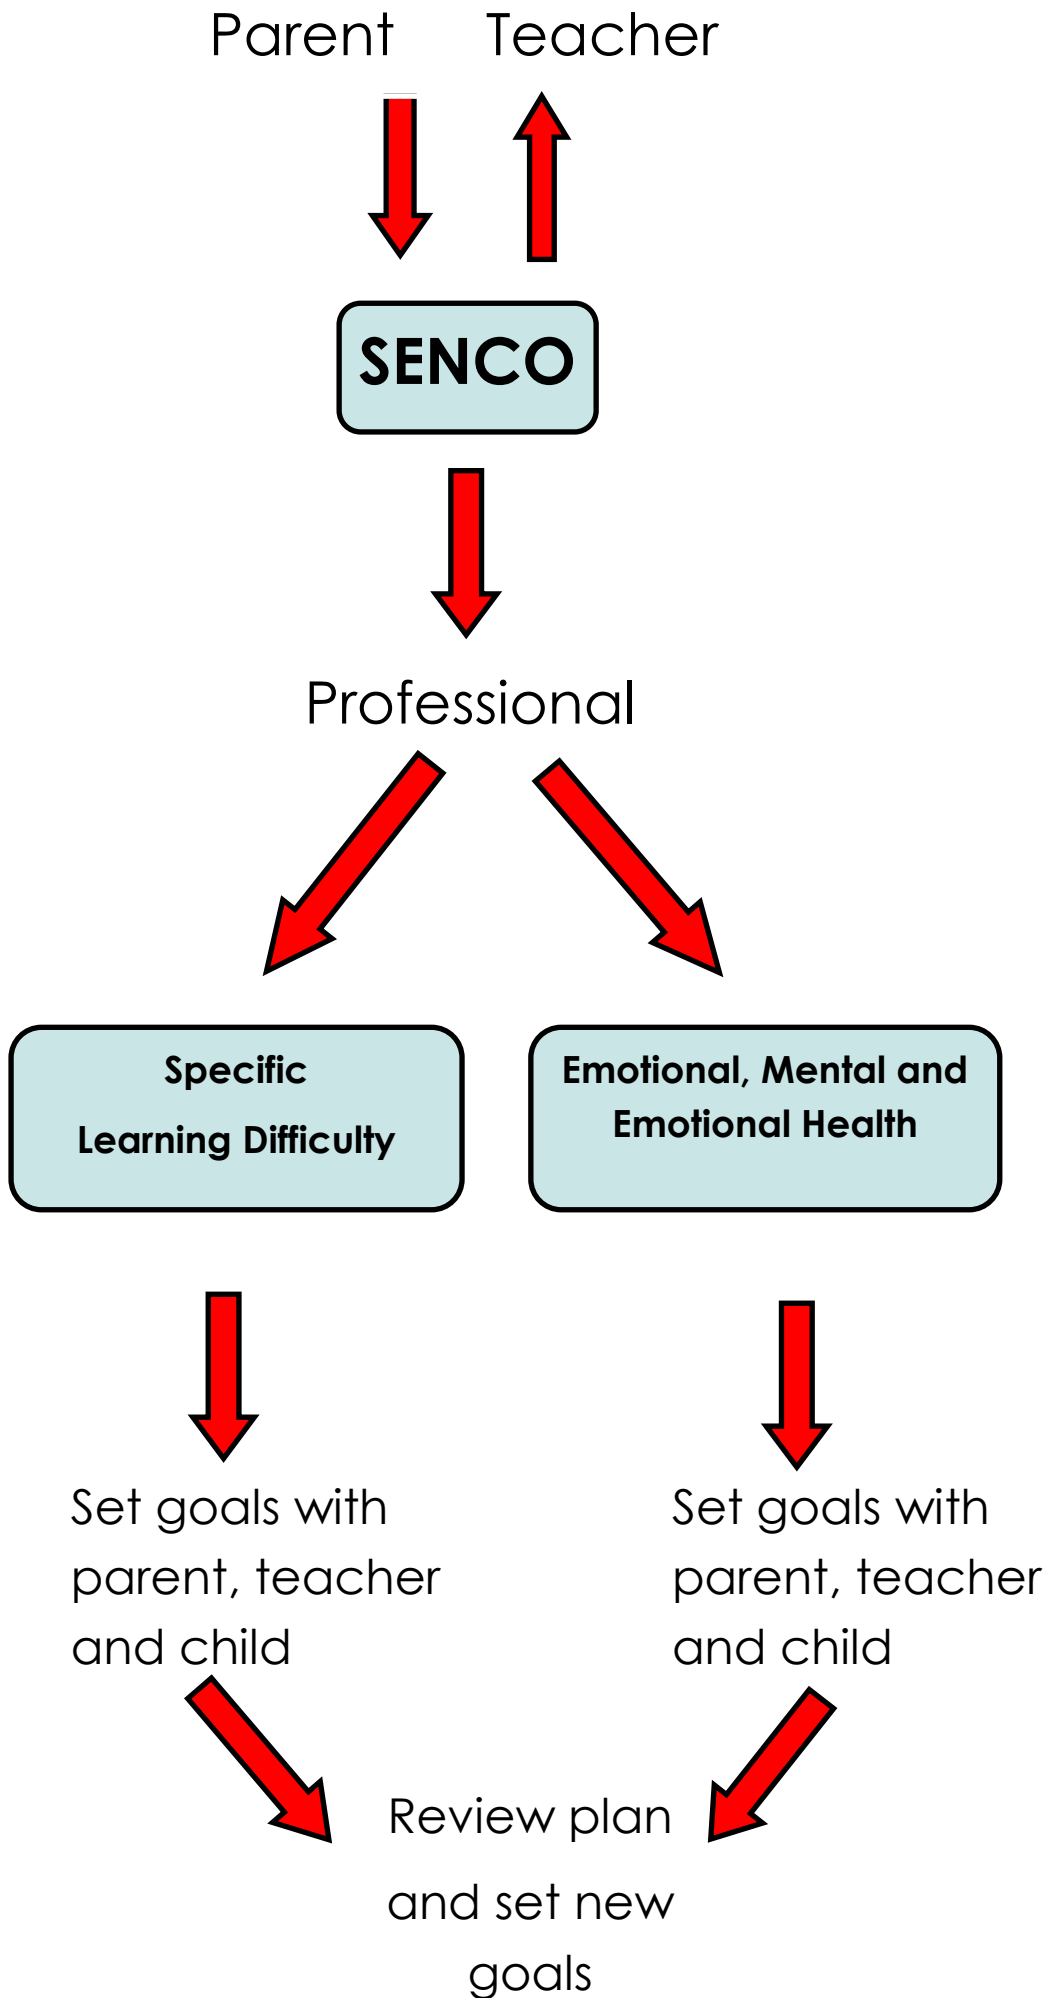 Parent Teacher
SENCO
Professional
Specific
Learning Difficulty
Emotional, Mental and
Emotional Health
Set goals with
parent, teacher
and child
Set goals with
parent, teacher
and child
Review plan
and set new
goals